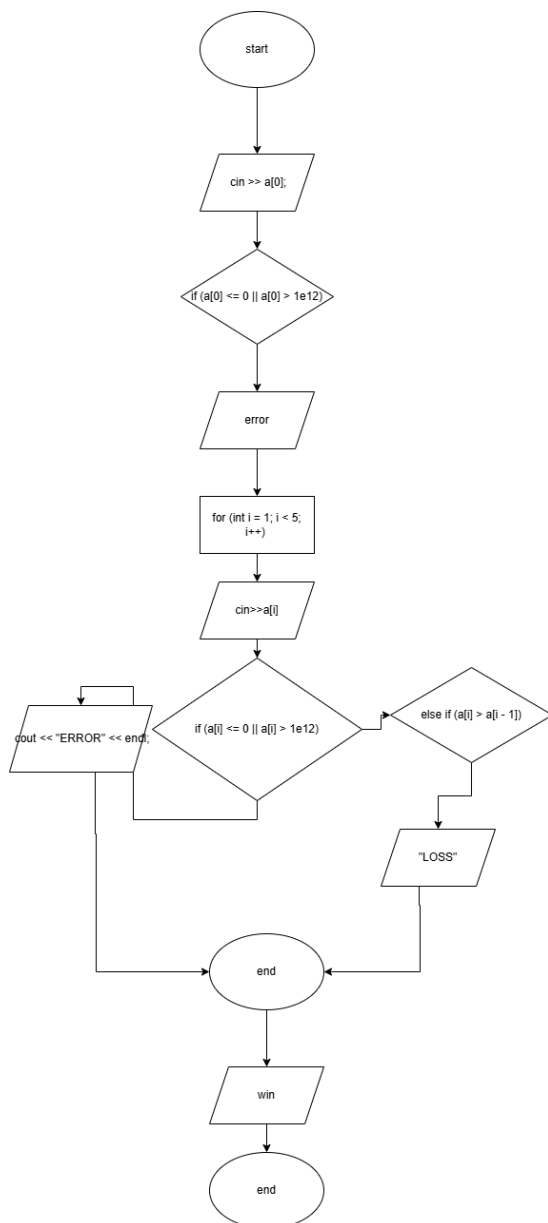 start
cin >> a[0];
if (a[0] <= 0 || a[0] > 1e12)
error
for (int i = 1; i < 5;
i++)
cin>>a[i]
if (a[i] <= 0 || a[i] > 1e12)
else if (a[i] > a[i - 1])
cout << "ERROR" << endl;
"LOSS"
end
win
end